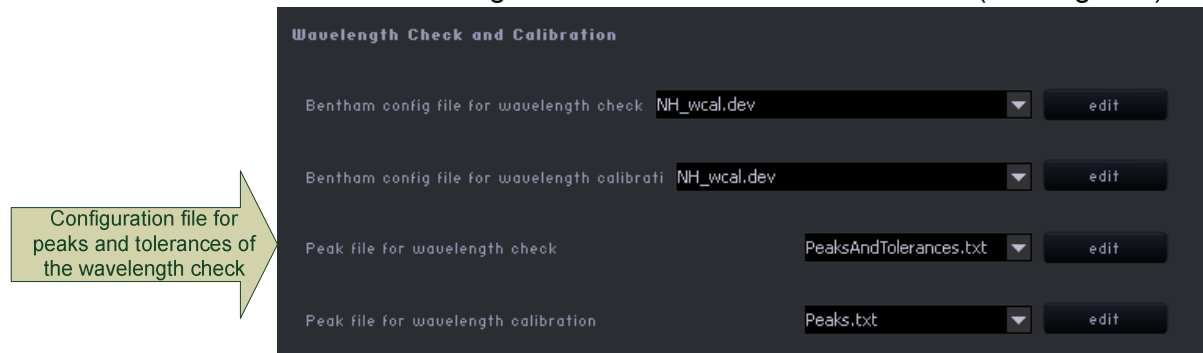 Wavelength Check and Calibration
Bentham config file for wavelength check NH_wcal.dev edit
Bentham config file for wavelength calibrati NH_wcal.dev edit
Configuration file for
peaks and tolerances of
the wavelength check
Peak file for wavelength check PeaksAndTolerances.txt edit
Peak file for wavelength calibration Peaks.txt edit